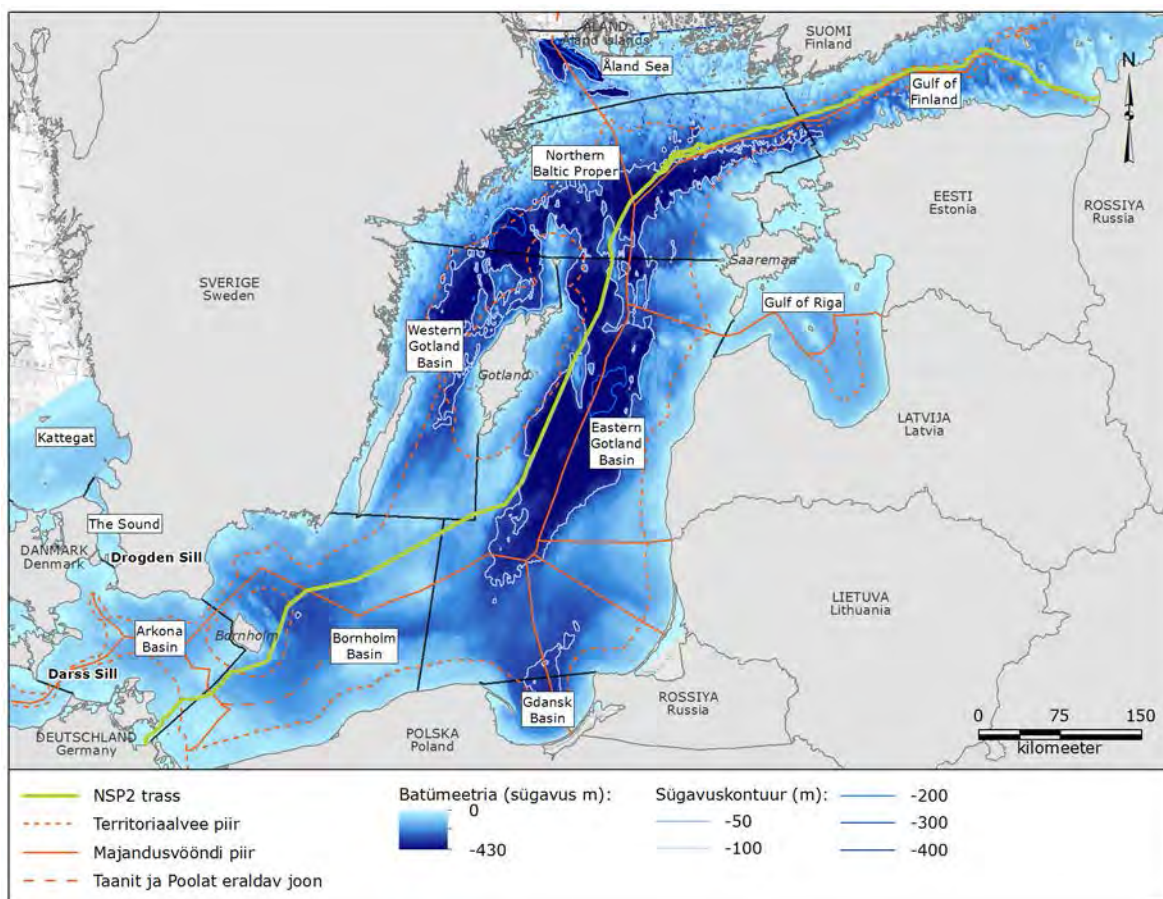 ÅLAND
Åland islands
SUOMI
Finland
Åland Sea
N
Gulf of
Finland
Northern
Baltic Proper
EESTI
Estonia
ROSSIYA
Russia
SVERIGE
Sweden
Saaremaa
Gulf of Riga
Western
Gotland
Basin
Gotland
LATVIJA
Latvia
Kattegat
Eastern
Gotland
Basin
The Sound
DANMARK
Denmark
Drogden Sill
LIETUVA
Lithuania
Arkona
Basin
Bornholm
Bornholm
Basin
Darss Sill
Gdansk
Basin
ROSSIYA
Russia
DEUTSCHLAND
Germany
POLSKA
Poland
0 75 150
kilomeeter
NSP2 trass
Territoriaalvee piir
Majandusvööndi piir
Taanit ja Poolat eraldav joon
Batümeetria (sügavus m):
0
-430
Sügavuskontuur (m):
-50
-100
-200
-300
-400